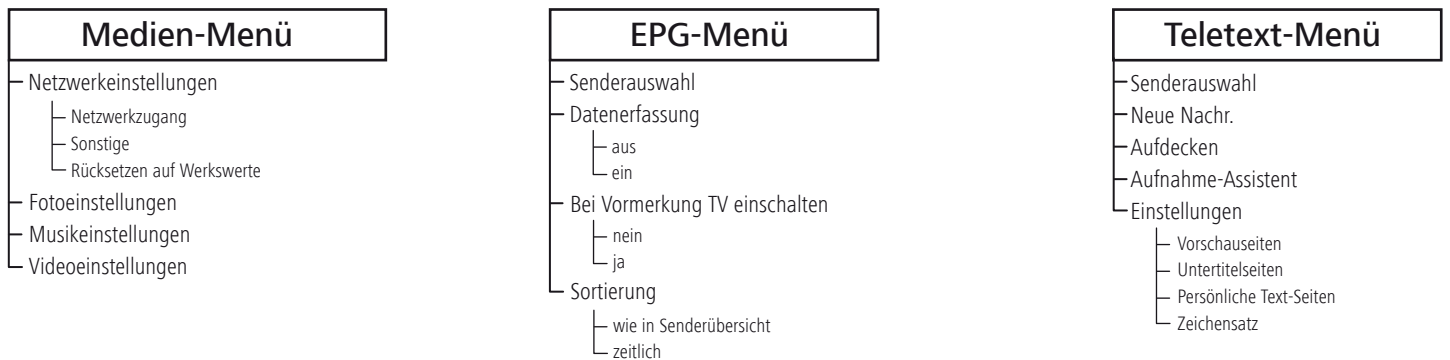 Medien-Menü
Netzwerkeinstellungen
Netzwerkzugang
Sonstige
Rücksetzen auf Werkswerte
Fotoeinstellungen
Musikeinstellungen
Videoeinstellungen
EPG-Menü
Senderauswahl
Datenerfassung
aus
ein
Bei Vormerkung TV einschalten
nein
ja
Sortierung
wie in Senderübersicht
zeitlich
Teletext-Menü
Senderauswahl
Neue Nachr.
Aufdecken
Aufnahme-Assistent
Einstellungen
Vorschauseiten
Untertitelseiten
Persönliche Text-Seiten
Zeichensatz